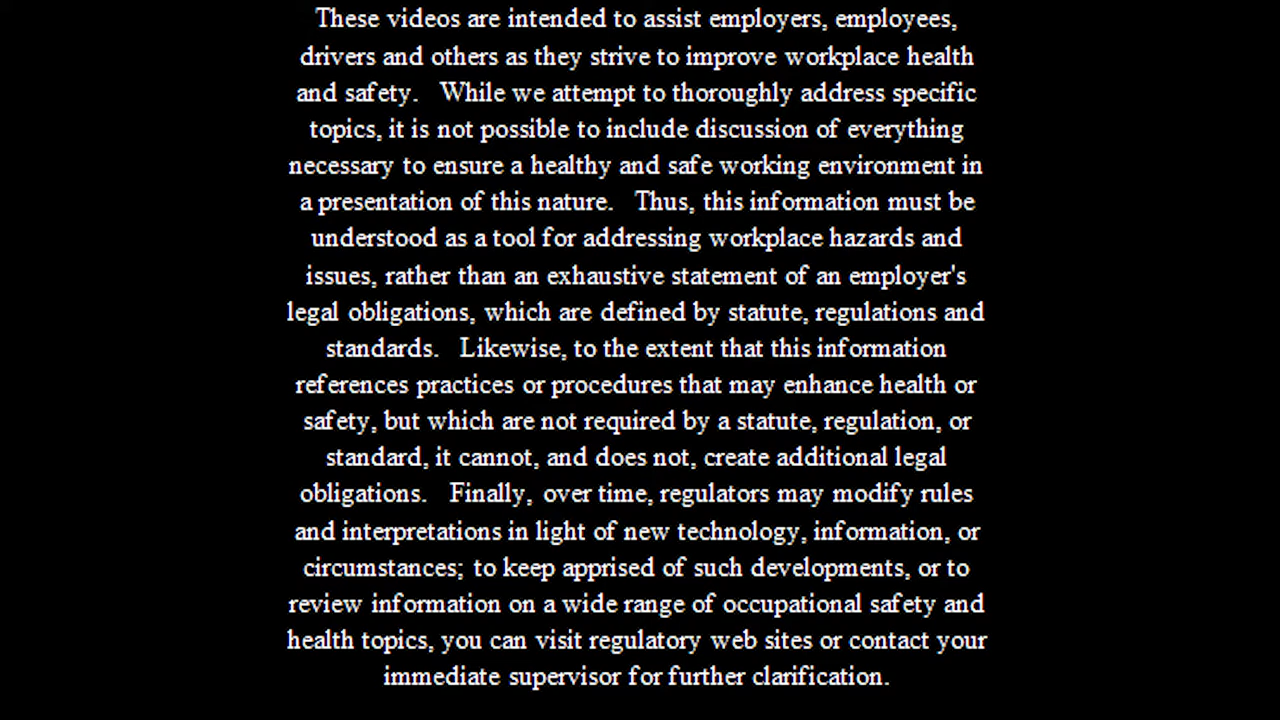 These videos are intended to assist employers, employees,
drivers and others as they strive to improve workplace health
and safety. While we attempt to thoroughly address specific
topics, it is not possible to include discussion of everything
necessary to ensure a healthy and safe working environment in
a presentation of this nature. Thus, this information must be
understood as a tool for addressing workplace hazards and
issues, rather than an exhaustive statement of an employer's
legal obligations, which are defined by statute, regulations and
standards. Likewise, to the extent that this information
references practices or procedures that may enhance health or
safety, but which are not required by a statute, regulation, or
standard, it cannot, and does not, create additional legal
obligations. Finally, over time, regulators may modify rules
and interpretations in light of new technology, information, or
circumstances; to keep apprised of such developments, or to
review information on a wide range of occupational safety and
health topics, you can visit regulatory web sites or contact your
immediate supervisor for further clarification.